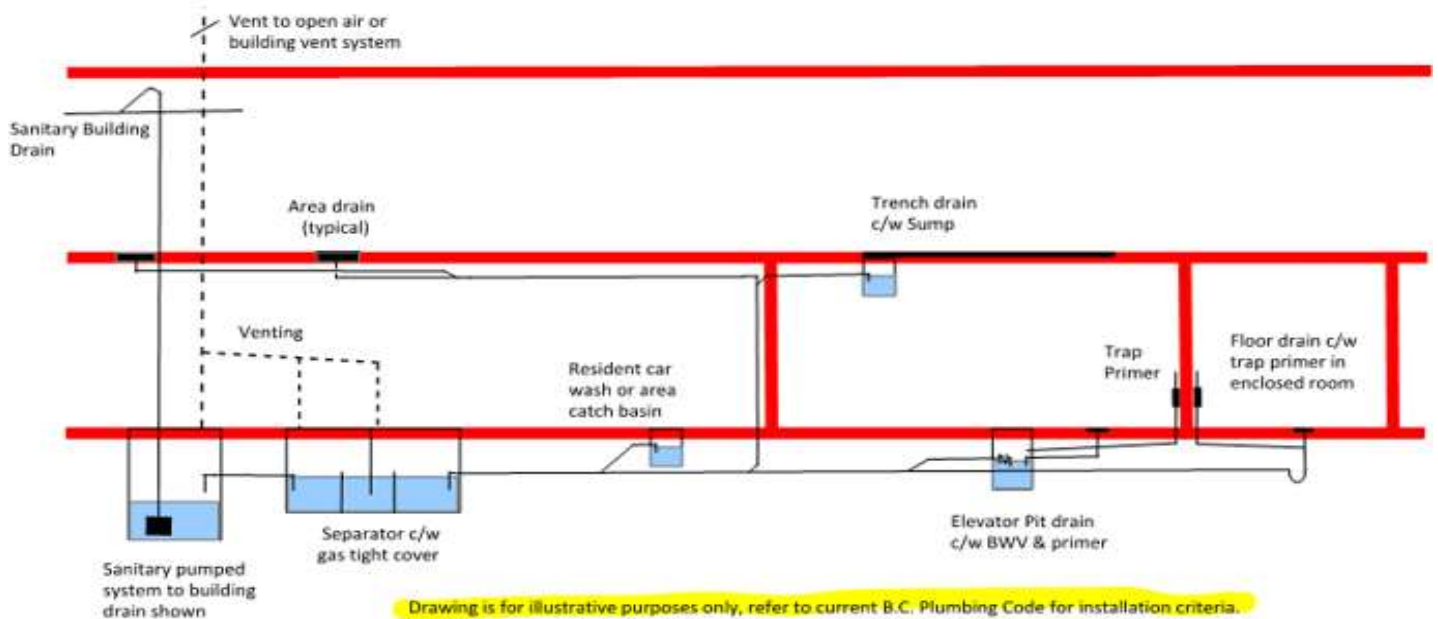 Vent to open air or
building vent system
Sanitary Building
Drain
Area drain
(typical)
Trench drain
c/w Sump
Venting
Resident car
wash or area
catch basin
Trap
Primer
Floor drain c/w
trap primer in
enclosed room
Separator c/w
gas tight cover
Elevator Pit drain
c/w BWV & primer
Sanitary pumped
system to building
drain shown
Drawing is for illustrative purposes only, refer to current B.C. Plumbing Code for installation criteria.